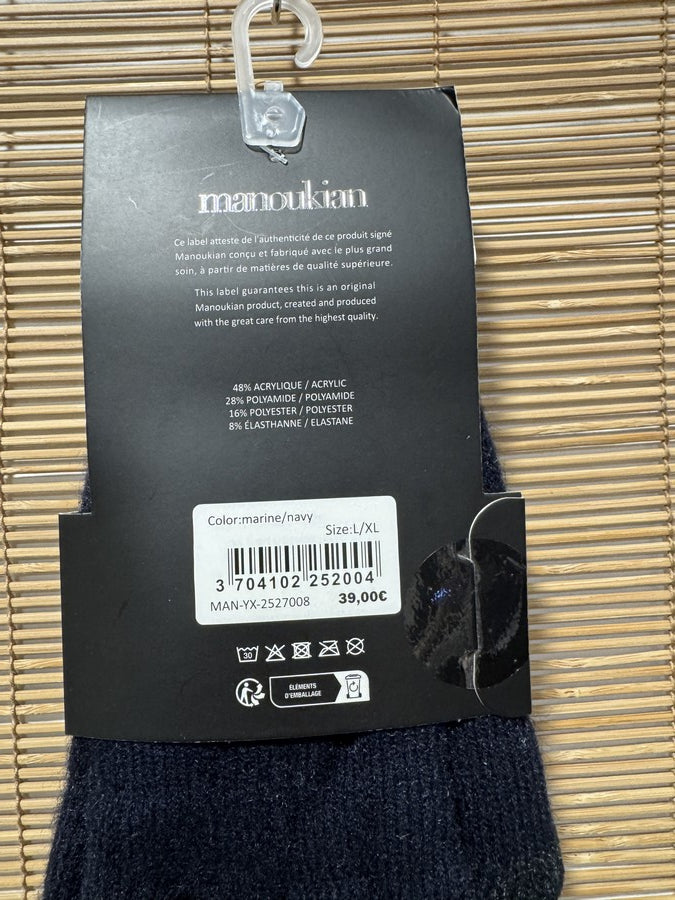 manoukian
Ce label atteste de l'authenticité de ce produit signé
Manoukian conçu et fabriqué avec le plus grand
soin, à partir de matières de qualité supérieure.
This label guarantees this is an original
Manoukian product, created and produced
with the great care from the highest quality.
48% ACRYLIQUE / ACRYLIC
28% POLYAMIDE / POLYAMIDE
16% POLYESTER / POLYESTER
8% ÉLASTHANNE / ELASTANE
Color:marine/navy
Size:L/XL
3 704102 252004
MAN-YX-2527008 39,00€
30
ÉLÉMENTS
D'EMBALLAGE